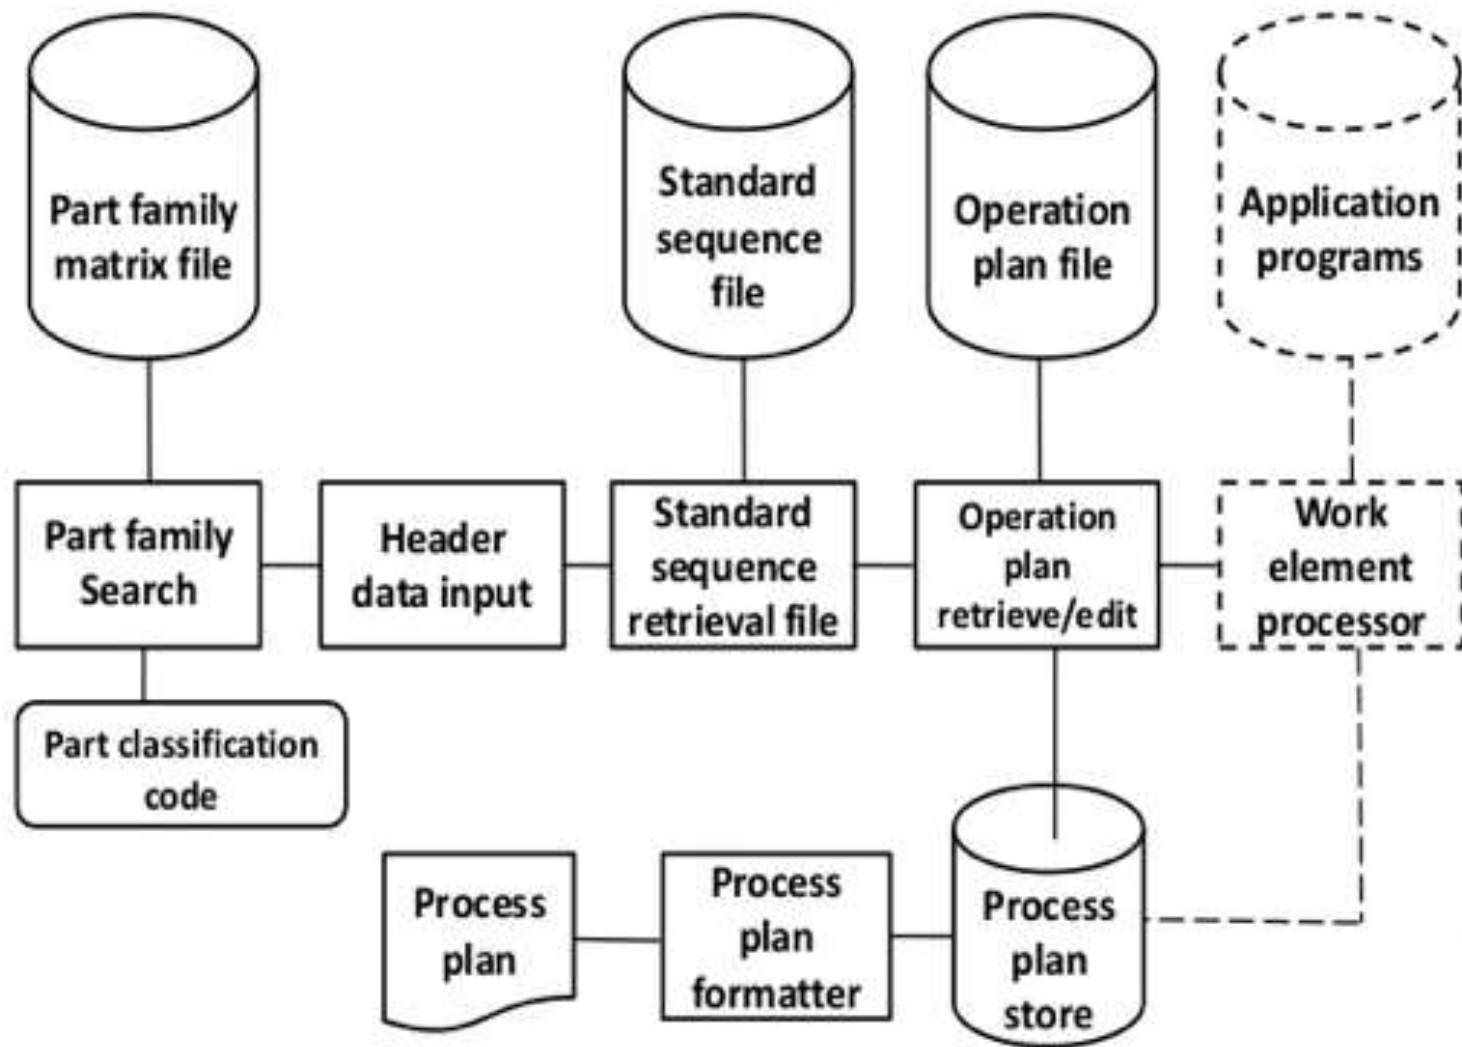 Part family
matrix file
Standard
sequence
file
Operation
plan file
Application
programs
Part family
Search
Header
data input
Standard
sequence
retrieval file
Operation
plan
retrieve/edit
Work
element
processor
Part classification
code
Process
plan
Process
plan
formatter
Process
plan
store